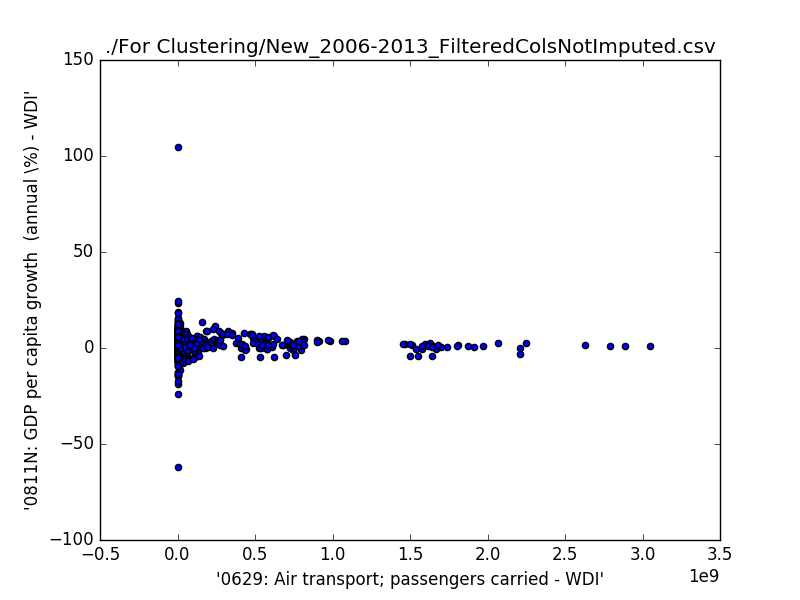 ./For Clustering/New_2006-2013_FilteredColsNotImputed.csv
150
100
50
0
−50
−100
'0811N: GDP per capita growth  (annual \%) - WDI'
−0.5 0.0 0.5 1.0 1.5 2.0 2.5 3.0 3.5
1e9
'0629: Air transport; passengers carried - WDI'